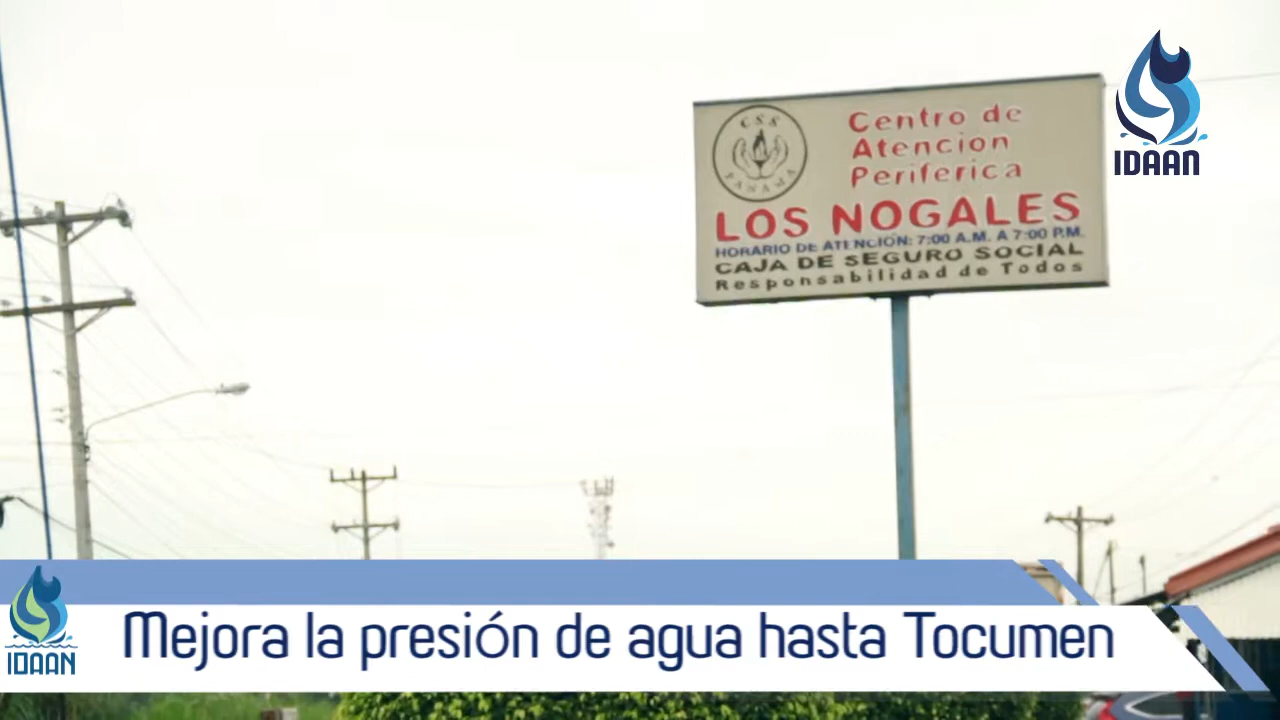 IDAAN
CSS
PANAMA
Centro de
Atencion
Periferica
LOS NOGALES
HORARIO DE ATENCION: 7:00 A.M. A 7:00 P.M.
CAJA DE SEGURO SOCIAL
Responsabilidad de Todos
IDAAN
Mejora la presión de agua hasta Tocumen